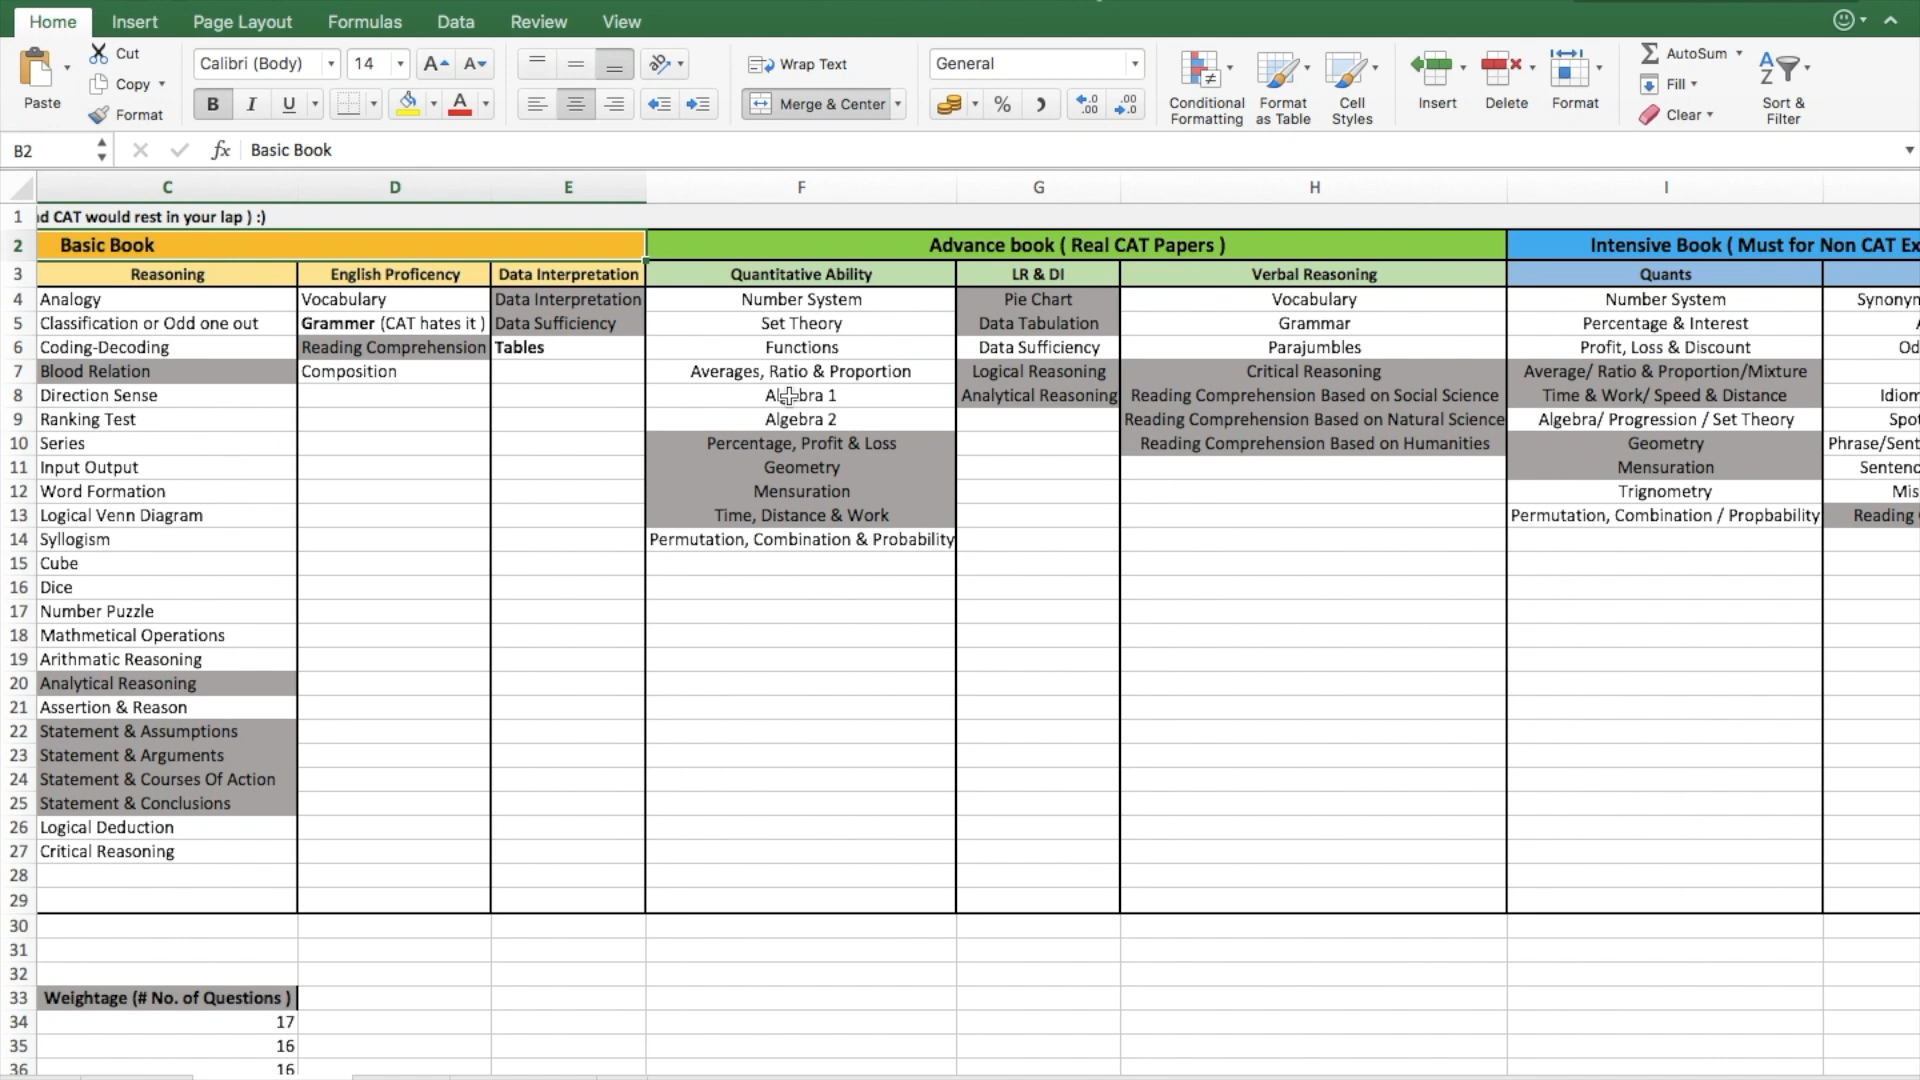 Home Insert Page Layout Formulas Data Review View
Cut
Copy
Format
Paste
Calibri (Body) 14
B I U
Wrap Text
Merge & Center
General
Conditional Formatting
Format as Table
Cell Styles
Insert
Delete
Format
AutoSum
Fill
Clear
Sort & Filter
B2 fx Basic Book
C D E F G H I
1 d CAT would rest in your lap ) :)
2 Basic Book Advance book ( Real CAT Papers ) Intensive Book ( Must for Non CAT Ex
3 Reasoning English Proficency Data Interpretation Quantitative Ability LR & DI Verbal Reasoning Quants
4 Analogy Vocabulary Data Interpretation Number System Pie Chart Vocabulary Number System Synonyn
5 Classification or Odd one out Grammer (CAT hates it ) Data Sufficiency Set Theory Data Tabulation Grammar Percentage & Interest
6 Coding-Decoding Reading Comprehension Tables Functions Data Sufficiency Parajumbles Profit, Loss & Discount Od
7 Blood Relation Composition Averages, Ratio & Proportion Logical Reasoning Critical Reasoning Average/ Ratio & Proportion/Mixture
8 Direction Sense Algebra 1 Analytical Reasoning Reading Comprehension Based on Social Science Time & Work/ Speed & Distance Idiom
9 Ranking Test Algebra 2 Reading Comprehension Based on Natural Science Algebra/ Progression / Set Theory Spot
10 Series Percentage, Profit & Loss Reading Comprehension Based on Humanities Geometry Phrase/Sent
11 Input Output Geometry Mensuration Sentenc
12 Word Formation Mensuration Trignometry Mis
13 Logical Venn Diagram Time, Distance & Work Permutation, Combination / Propbability Reading
14 Syllogism Permutation, Combination & Probability
15 Cube
16 Dice
17 Number Puzzle
18 Mathmetical Operations
19 Arithmatic Reasoning
20 Analytical Reasoning
21 Assertion & Reason
22 Statement & Assumptions
23 Statement & Arguments
24 Statement & Courses Of Action
25 Statement & Conclusions
26 Logical Deduction
27 Critical Reasoning
28
29
30
31
32
33 Weightage (# No. of Questions )
34 17
35 16
36 16